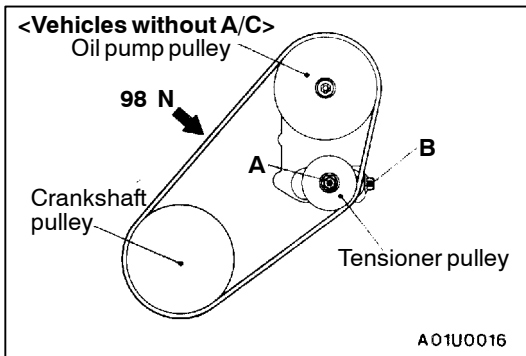 <Vehicles without A/C>
Oil pump pulley
98 N
A
B
Crankshaft
pulley
Tensioner pulley
A01U0016